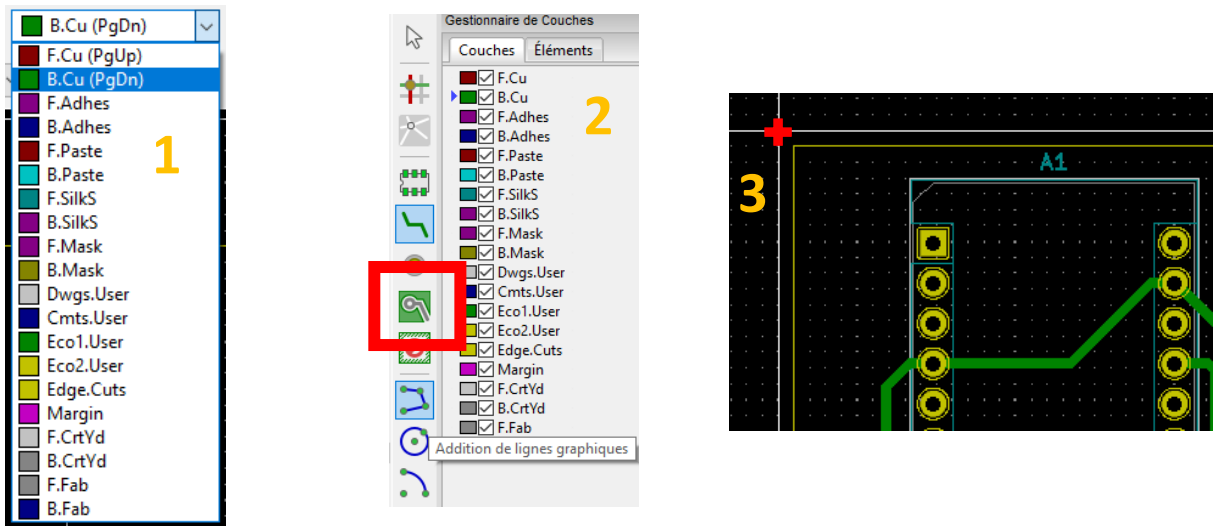 B.Cu (PgDn)
F.Cu (PgUp)
B.Cu (PgDn)
F.Adhes
B.Adhes
F.Paste
B.Paste
F.SilkS
B.SilkS
F.Mask
B.Mask
Dwgs.User
Cmts.User
Eco1.User
Eco2.User
Edge.Cuts
Margin
F.CrtYd
B.CrtYd
F.Fab
B.Fab
1
Gestionnaire de Couches
Couches Éléments
F.Cu
B.Cu
F.Adhes
B.Adhes
F.Paste
B.Paste
F.SilkS
B.SilkS
F.Mask
B.Mask
Dwgs.User
Cmts.User
Eco1.User
Eco2.User
Edge.Cuts
Margin
F.CrtYd
B.CrtYd
F.Fab
Addition de lignes graphiques
2
A1
3